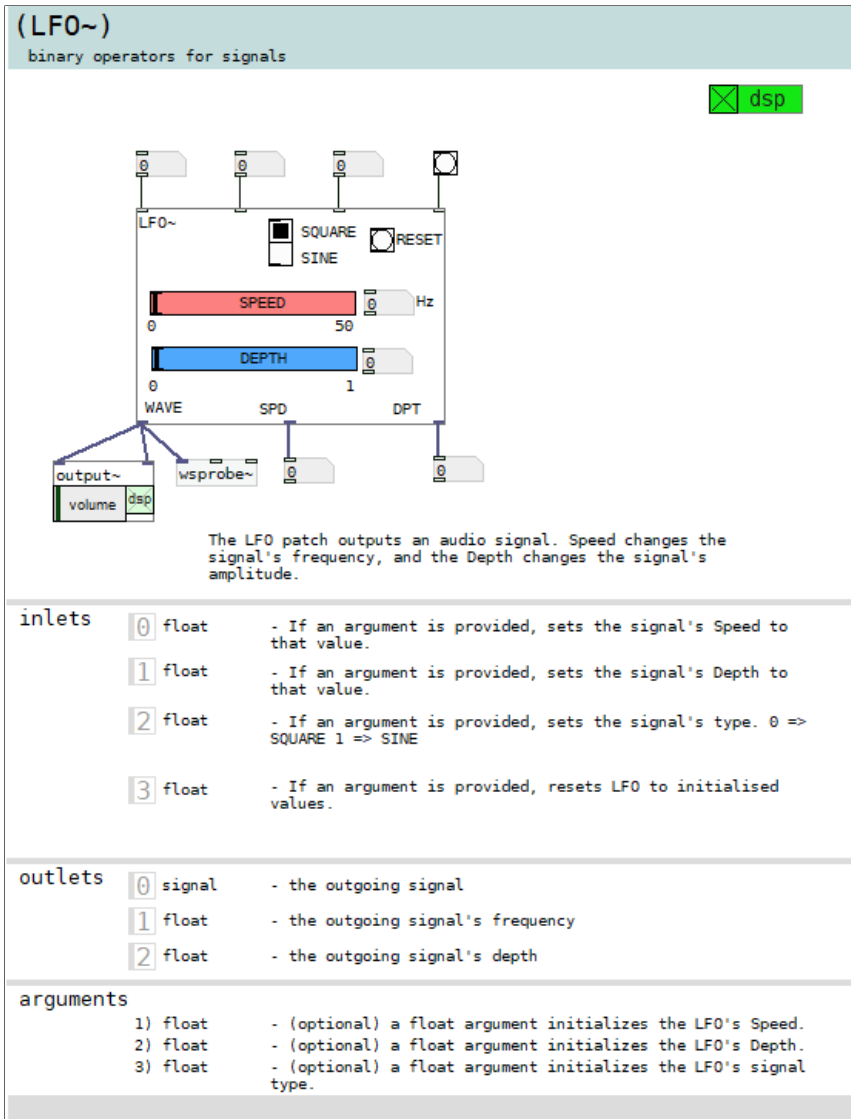 (LFO~)
binary operators for signals
dsp
0 0 0
LFO~
SQUARE
SINE
RESET
SPEED
0 Hz
0 50
DEPTH
0
0 1
WAVE SPD DPT
output~ wsprobe~ 0 0
volume dsp
The LFO patch outputs an audio signal. Speed changes the
signal's frequency, and the Depth changes the signal's
amplitude.
inlets
0 float - If an argument is provided, sets the signal's Speed to
that value.
1 float - If an argument is provided, sets the signal's Depth to
that value.
2 float - If an argument is provided, sets the signal's type. 0 =>
SQUARE 1 => SINE
3 float - If an argument is provided, resets LFO to initialised
values.
outlets
0 signal - the outgoing signal
1 float - the outgoing signal's frequency
2 float - the outgoing signal's depth
arguments
1) float - (optional) a float argument initializes the LFO's Speed.
2) float - (optional) a float argument initializes the LFO's Depth.
3) float - (optional) a float argument initializes the LFO's signal
type.